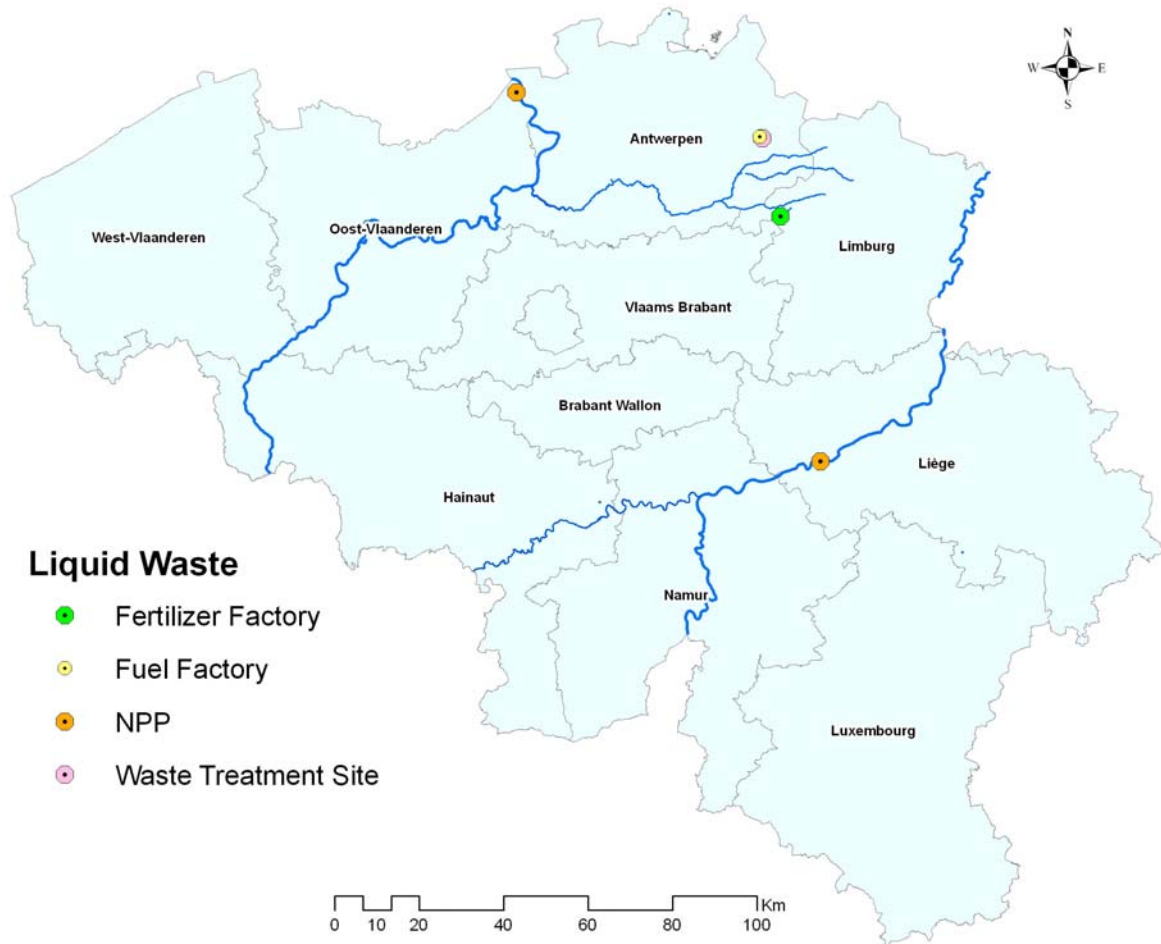 N
W E
S
Antwerpen
West-Vlaanderen
Oost-Vlaanderen
Limburg
Vlaams Brabant
Brabant Wallon
Liège
Hainaut
Namur
Luxembourg
Liquid Waste
Fertilizer Factory
Fuel Factory
NPP
Waste Treatment Site
Km
0 10 20 40 60 80 100